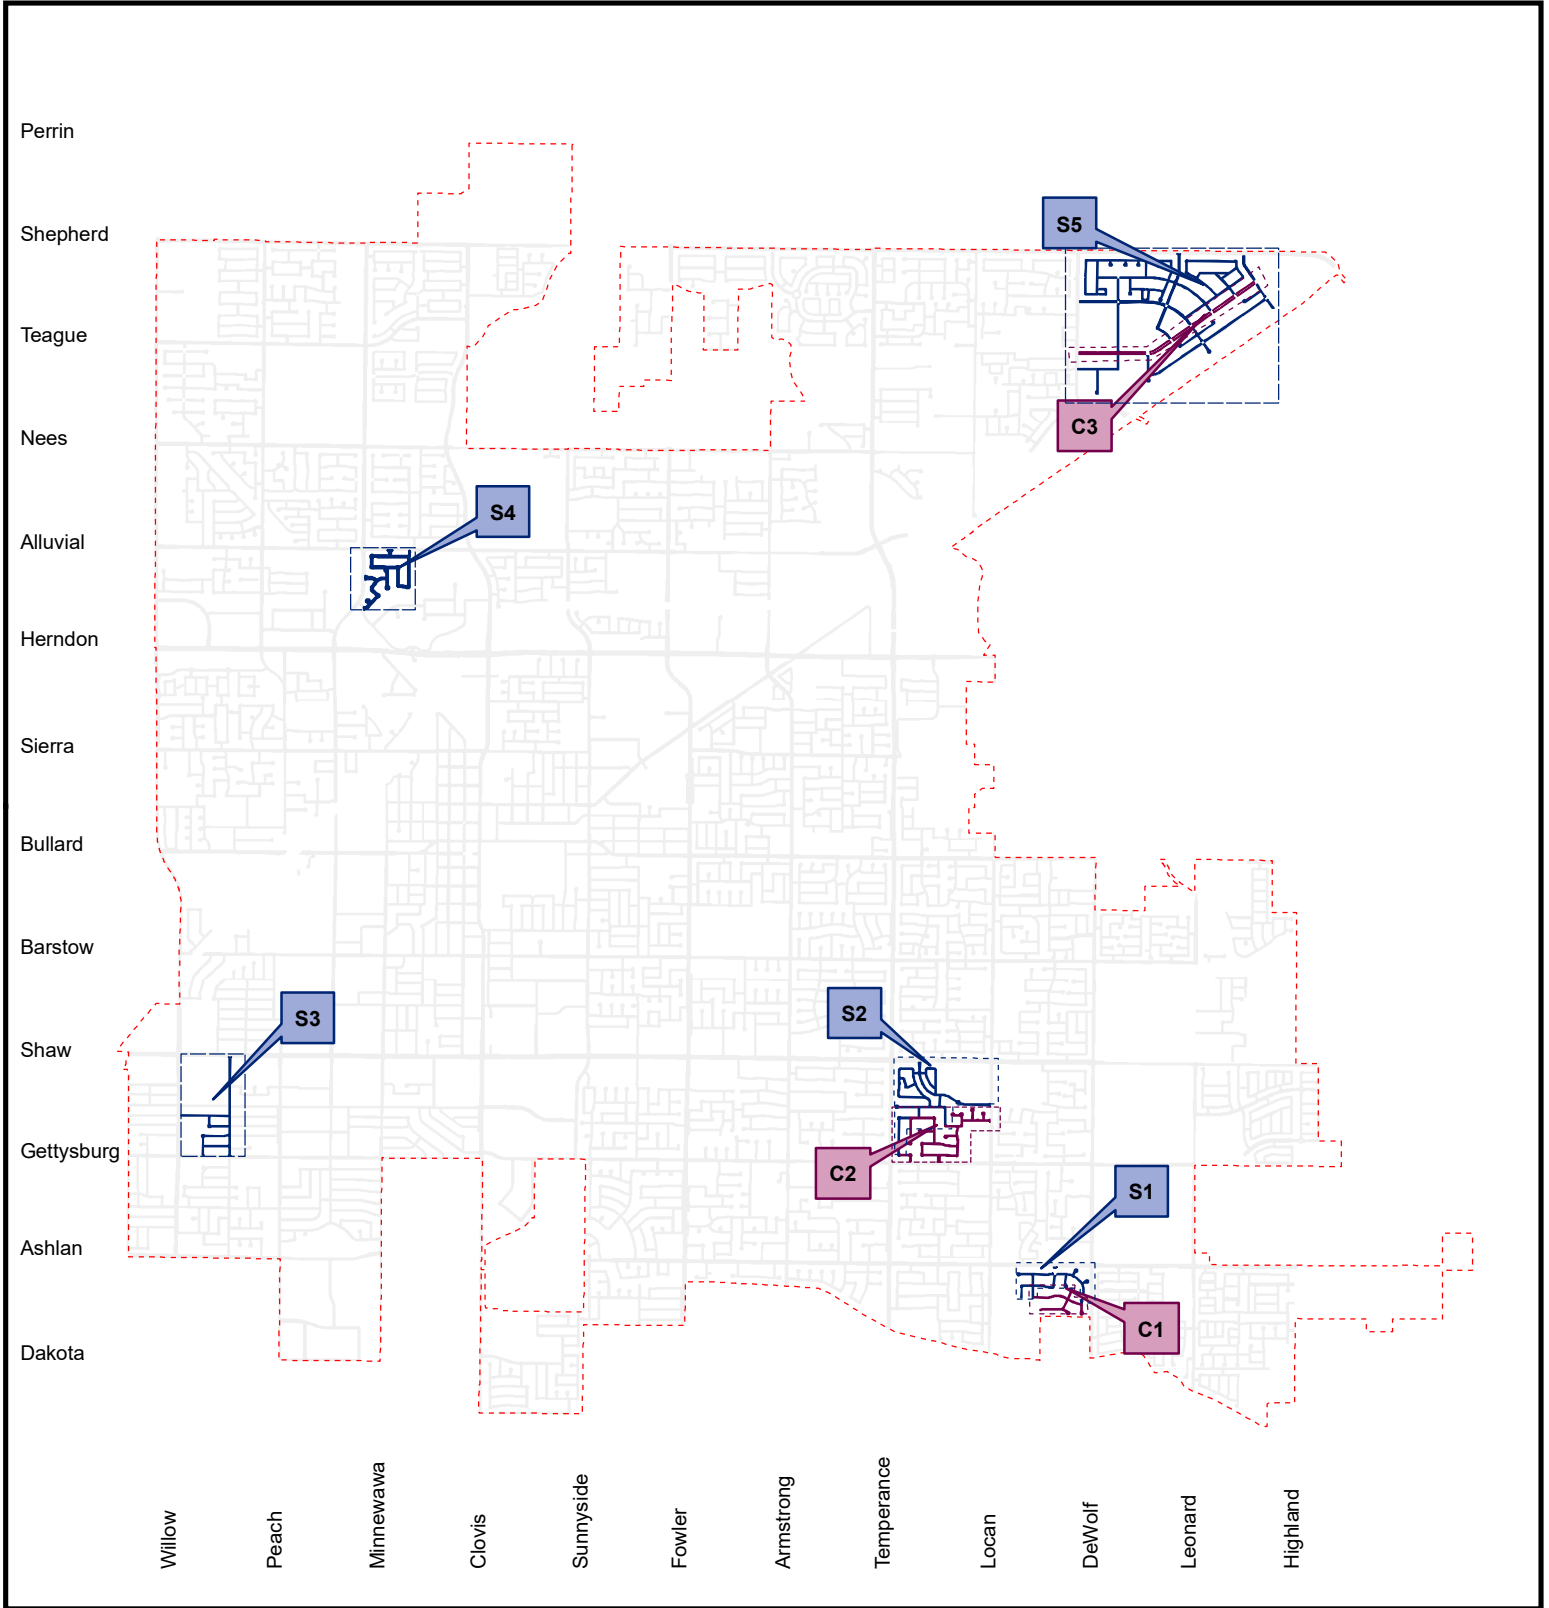 Perrin
Shepherd
S5
Teague
C3
Nees
S4
Alluvial
Herndon
Sierra
Bullard
Barstow
S3
S2
Shaw
Gettysburg
C2
S1
Ashlan
C1
Dakota
Willow
Peach
Minnewawa
Clovis
Sunnyside
Fowler
Armstrong
Temperance
Locan
DeWolf
Leonard
Highland